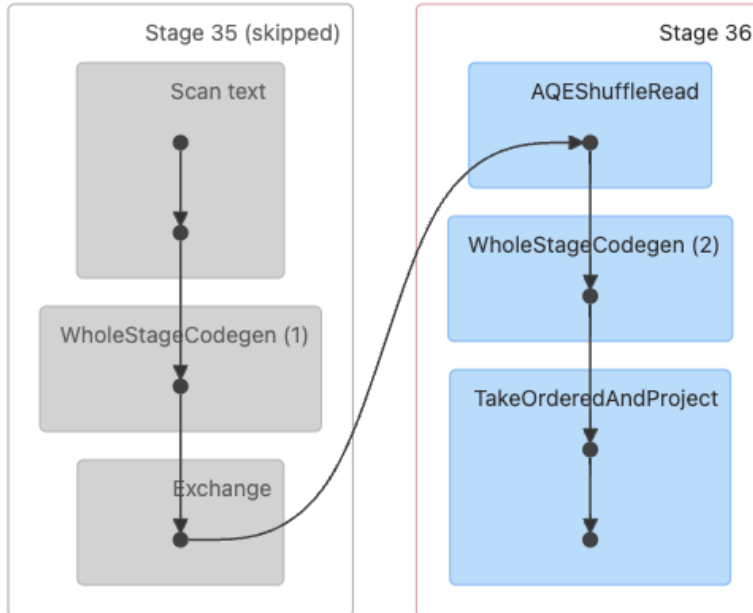 Stage 35 (skipped)
Scan text
WholeStageCodegen (1)
Exchange
Stage 36
AQEShuffleRead
WholeStageCodegen (2)
TakeOrderedAndProject